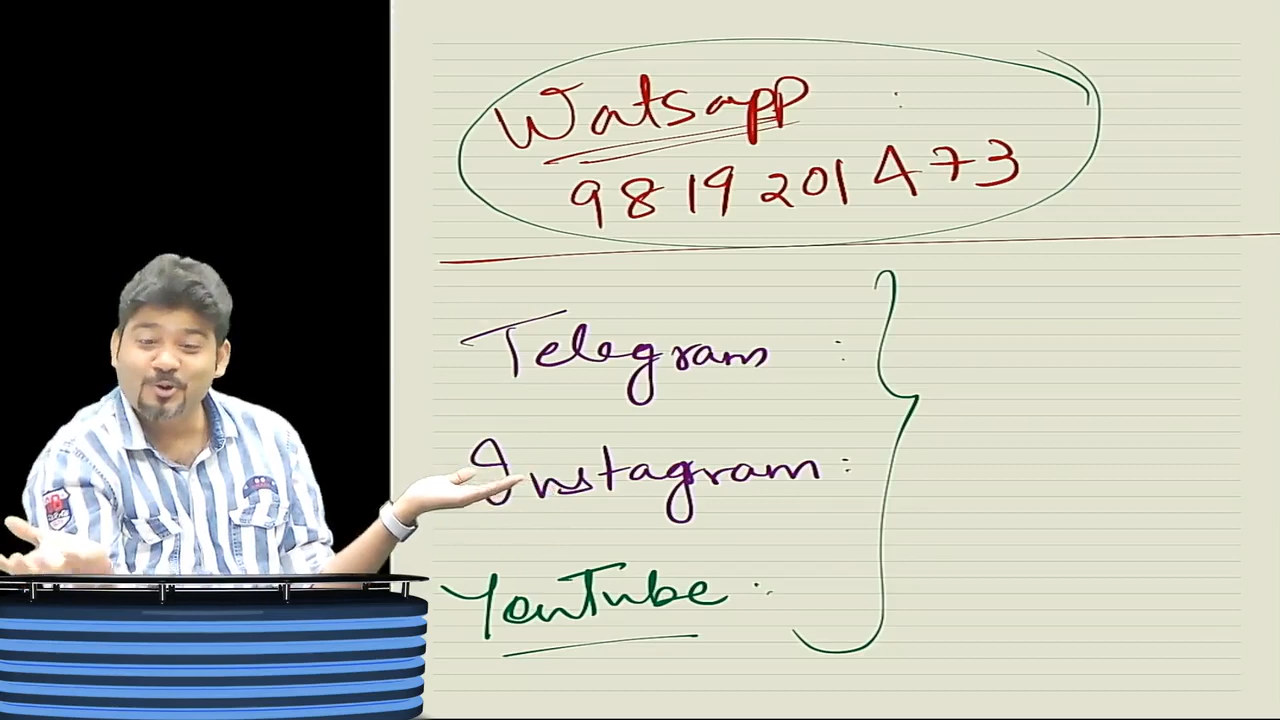 Watsapp :
9819201473
Telegram :
Instagram :
YouTube :